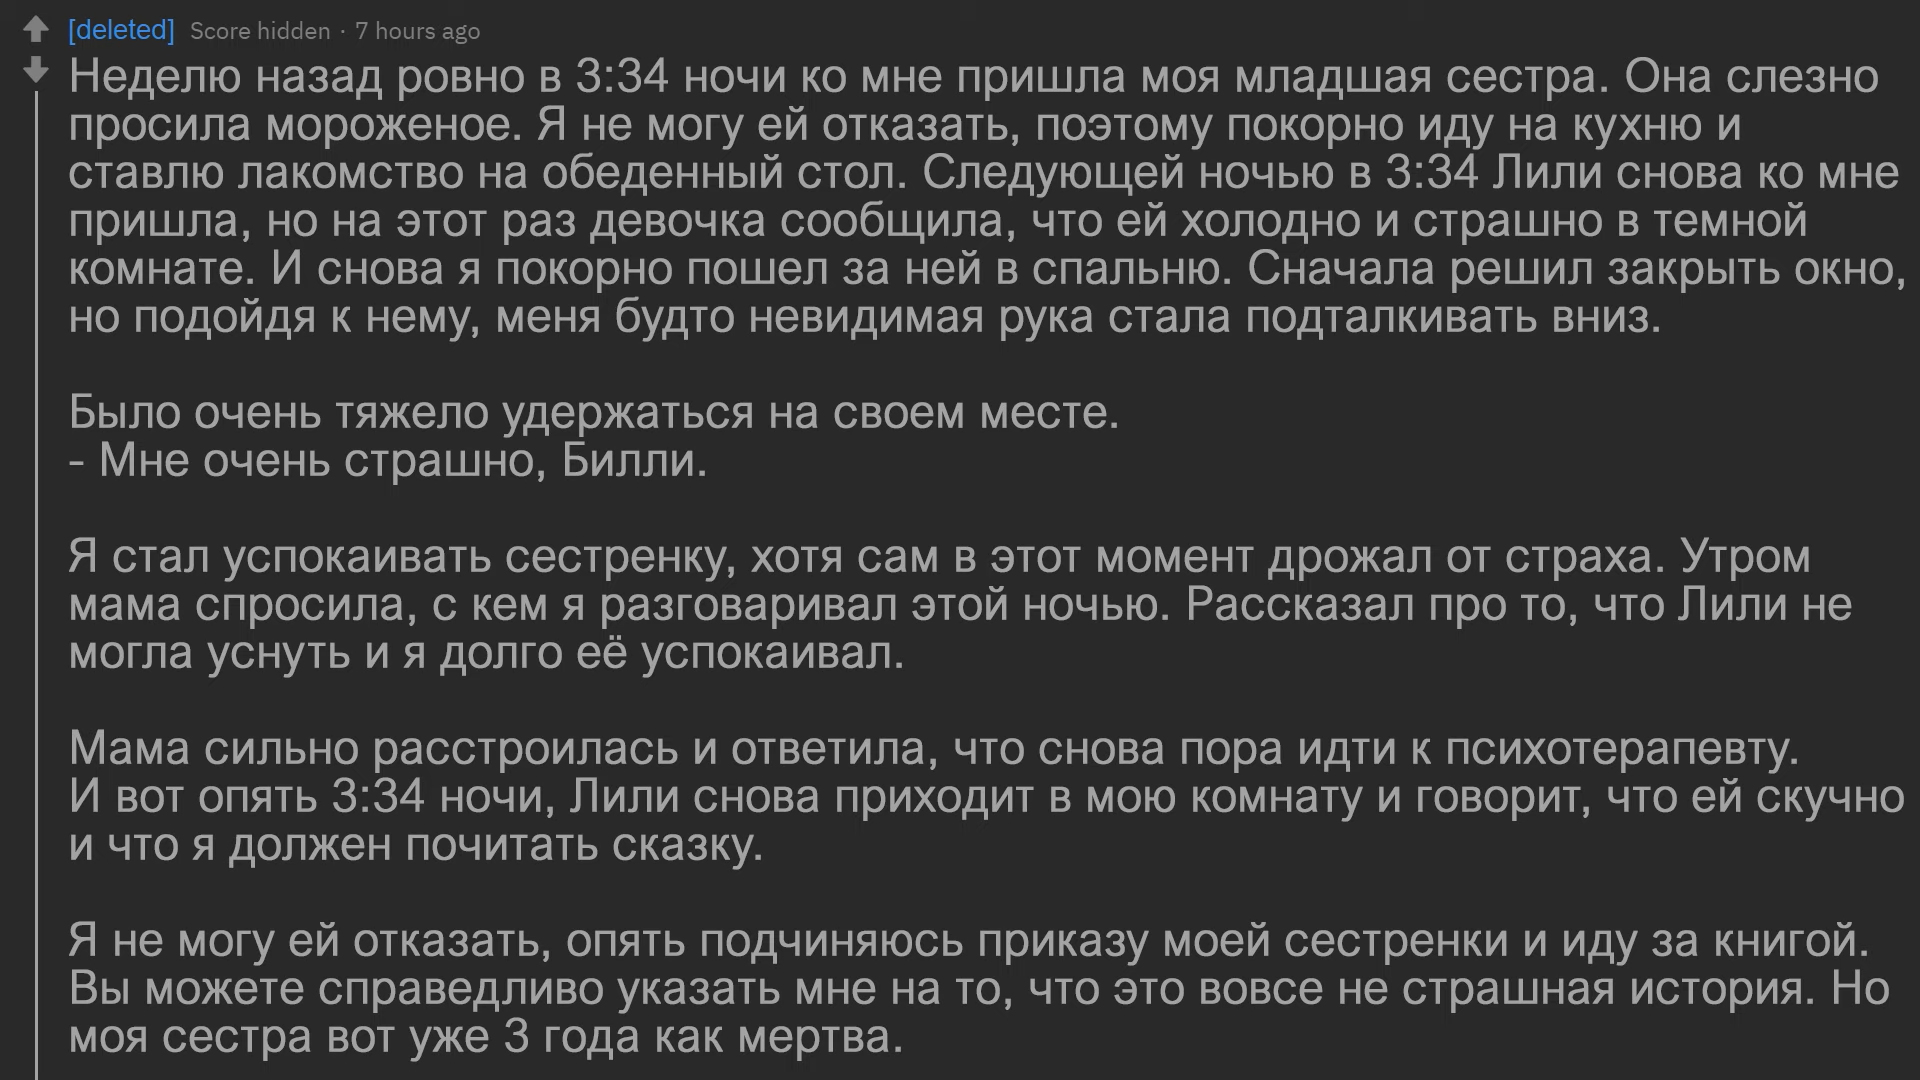 [deleted] Score hidden · 7 hours ago
Неделю назад ровно в 3:34 ночи ко мне пришла моя младшая сестра. Она слезно
просила мороженое. Я не могу ей отказать, поэтому покорно иду на кухню и
ставлю лакомство на обеденный стол. Следующей ночью в 3:34 Лили снова ко мне
пришла, но на этот раз девочка сообщила, что ей холодно и страшно в темной
комнате. И снова я покорно пошел за ней в спальню. Сначала решил закрыть окно,
но подойдя к нему, меня будто невидимая рука стала подталкивать вниз.
Было очень тяжело удержаться на своем месте.
- Мне очень страшно, Билли.
Я стал успокаивать сестренку, хотя сам в этот момент дрожал от страха. Утром
мама спросила, с кем я разговаривал этой ночью. Рассказал про то, что Лили не
могла уснуть и я долго её успокаивал.
Мама сильно расстроилась и ответила, что снова пора идти к психотерапевту.
И вот опять 3:34 ночи, Лили снова приходит в мою комнату и говорит, что ей скучно
и что я должен почитать сказку.
Я не могу ей отказать, опять подчиняюсь приказу моей сестренки и иду за книгой.
Вы можете справедливо указать мне на то, что это вовсе не страшная история. Но
моя сестра вот уже 3 года как мертва.